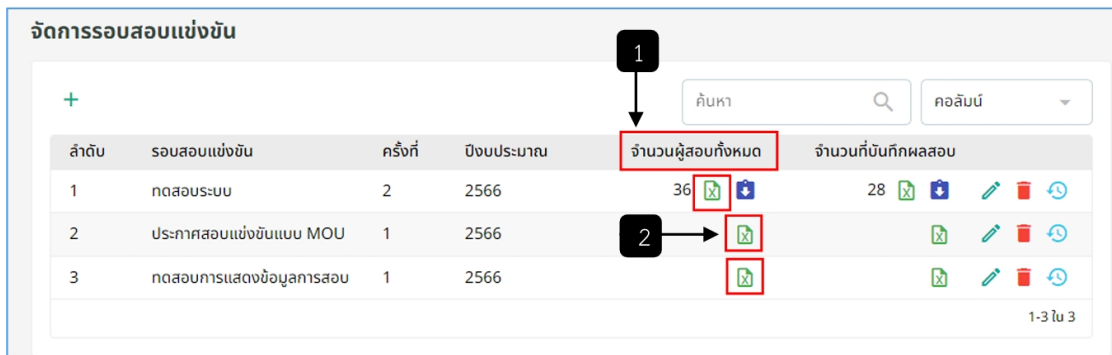 จัดการรอบสอบแข่งขัน
1
+
ค้นหา คอลัมน์
ลำดับ รอบสอบแข่งขัน ครั้งที่ ปีงบประมาณ จำนวนผู้สอบทั้งหมด จำนวนที่บันทึกผลสอบ
1 ทดสอบระบบ 2 2566 36 28
2 ประกาศสอบแข่งขันแบบ MOU 1 2566 2
3 ทดสอบการแสดงข้อมูลการสอบ 1 2566
1-3 ใน 3